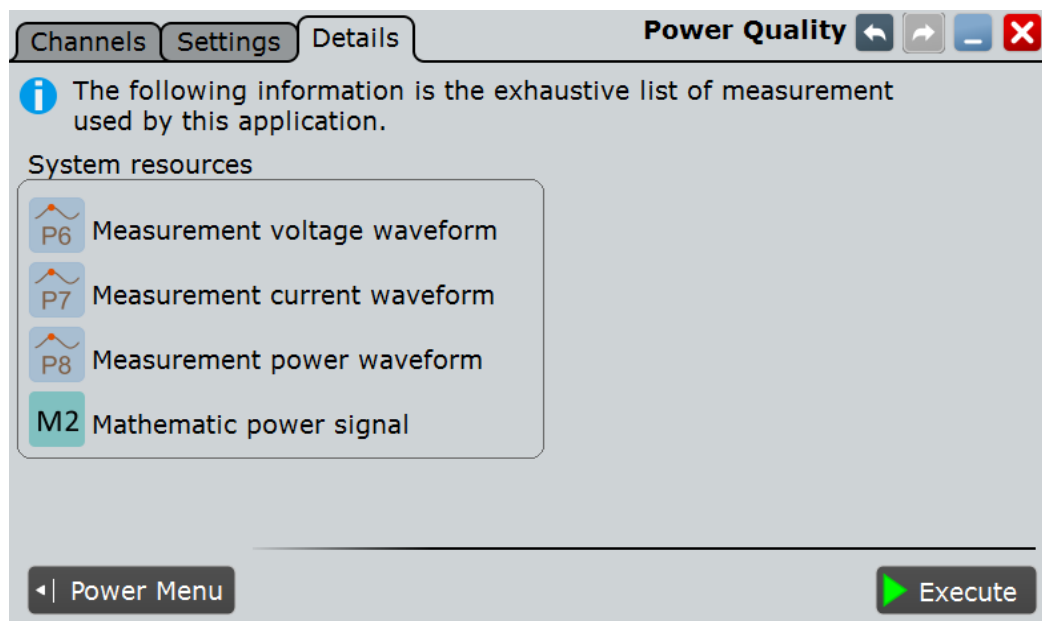 Channels Settings Details Power Quality
The following information is the exhaustive list of measurement
used by this application.
System resources
P6 Measurement voltage waveform
P7 Measurement current waveform
P8 Measurement power waveform
M2 Mathematic power signal
Power Menu Execute